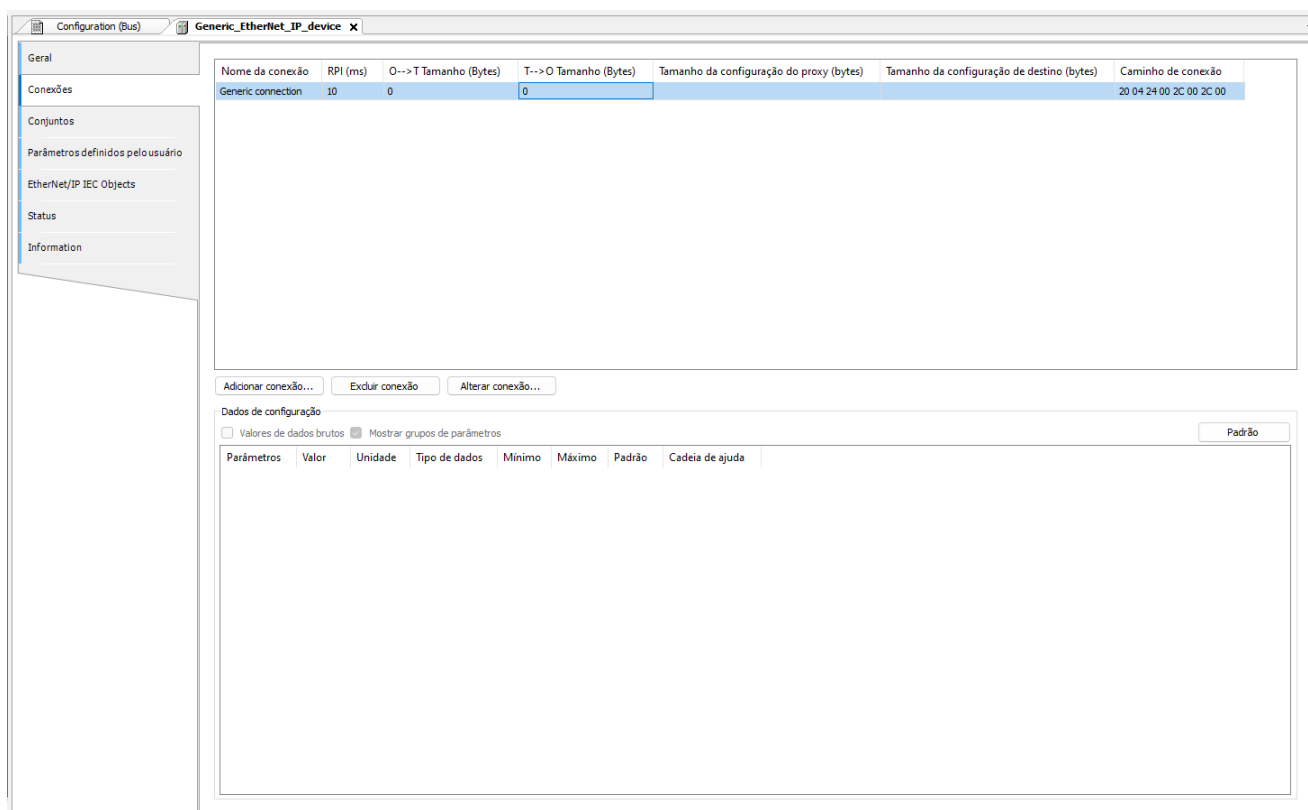 Configuration (Bus) Generic_EtherNet_IP_device x
Geral
Conexões
Conjuntos
Parâmetros definidos pelo usuário
EtherNet/IP IEC Objects
Status
Information
Nome da conexão RPI (ms) O-->T Tamanho (Bytes) T-->O Tamanho (Bytes) Tamanho da configuração do proxy (bytes) Tamanho da configuração de destino (bytes) Caminho de conexão
Generic connection 10 0 0 20 04 24 00 2C 00 2C 00
Adicionar conexão... Excluir conexão Alterar conexão...
Dados de configuração
Valores de dados brutos Mostrar grupos de parâmetros Padrão
Parâmetros Valor Unidade Tipo de dados Mínimo Máximo Padrão Cadeia de ajuda